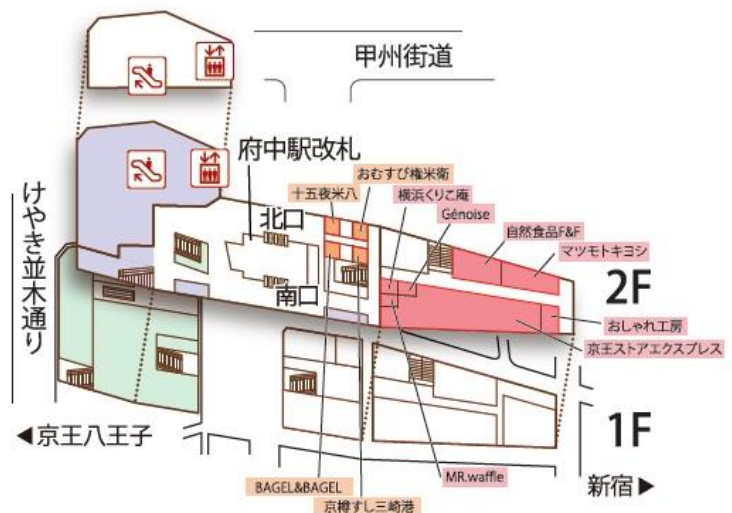 甲州街道
府中駅改札
おむすび権米衛
十五夜米八
横浜くりこ庵
Génoise
自然食品F&F
マツモトキヨシ
けやき並木通り
北口
南口
2F
おしゃれ工房
京王ストアエクスプレス
1F
◀京王八王子
MR.waffle
BAGEL&BAGEL
京樽すし三崎港
新宿▶